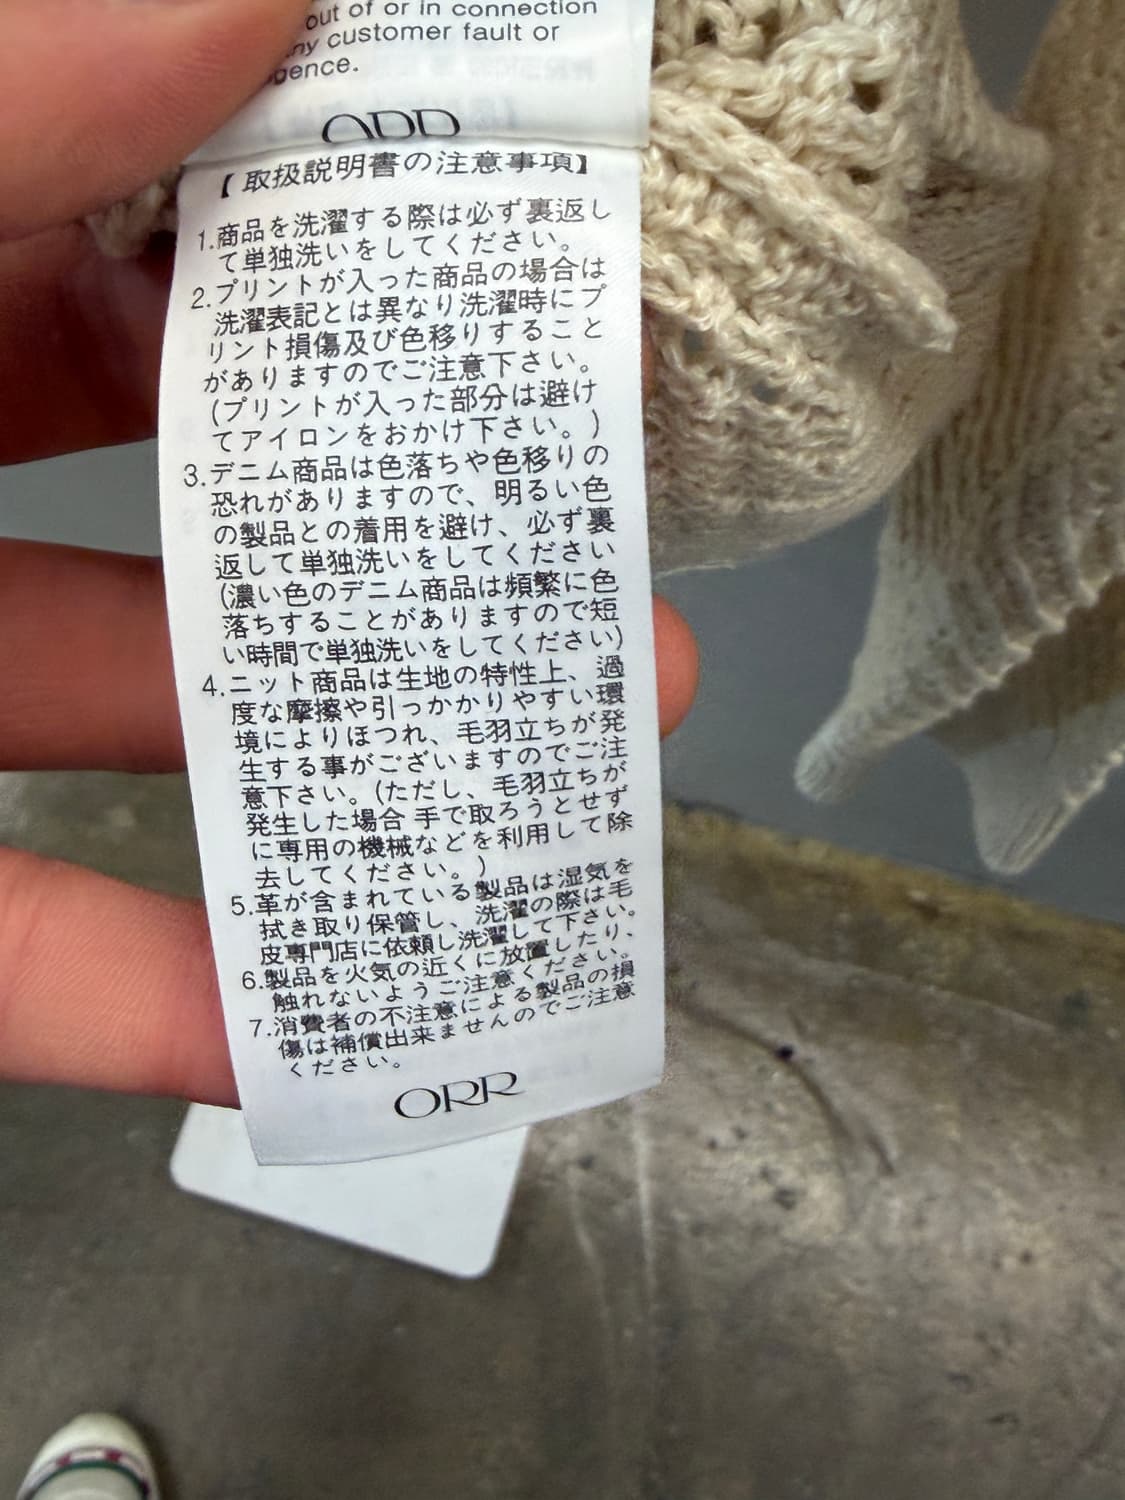 out of or in connection
ny customer fault or
gence.
ORR
【取扱説明書の注意事項】
1.商品を洗濯する際は必ず裏返し
て単独洗いをしてください。
2.プリントが入った商品の場合は
洗濯表記とは異なり洗濯時にプ
リント損傷及び色移りすること
がありますのでご注意下さい。
(プリントが入った部分は避け
てアイロンをおかけ下さい。)
3.デニム商品は色落ちや色移りの
恐れがありますので、明るい色
の製品との着用を避け、必ず裏
返して単独洗いをしてください
(濃い色のデニム商品は頻繁に色
落ちすることがありますので短
い時間で単独洗いをしてください)
4.ニット商品は生地の特性上、過
度な摩擦や引っかかりやすい環
境によりほつれ、毛羽立ちが発
生する事がございますのでご注
意下さい。(ただし、毛羽立ちが
発生した場合 手で取ろうとせず
に専用の機械などを利用して除
去してください。)
5.革が含まれている製品は湿気を
拭き取り保管し、洗濯の際は毛
皮専門店に依頼し洗濯して下さい。
6.製品を火気の近くに放置したり、
触れないようご注意ください。
7.消費者の不注意による製品の損
傷は補償出来ませんのでご注意
ください。
ORR